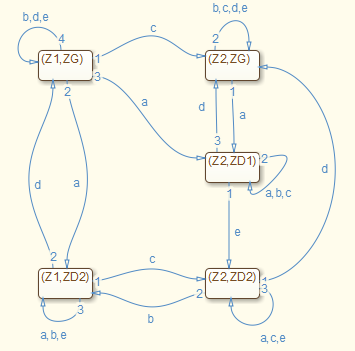 b,d,e
b,c,d,e
4
c
2
(Z1,ZG)
1
(Z2,ZG)
3
2
1
a
d
a
3
(Z2,ZD1)
2
1
a,b,c
d
a
d
e
2
c
(Z1,ZD2)
1
(Z2,ZD2)
1
3
2
3
b
a,b,e
a,c,e